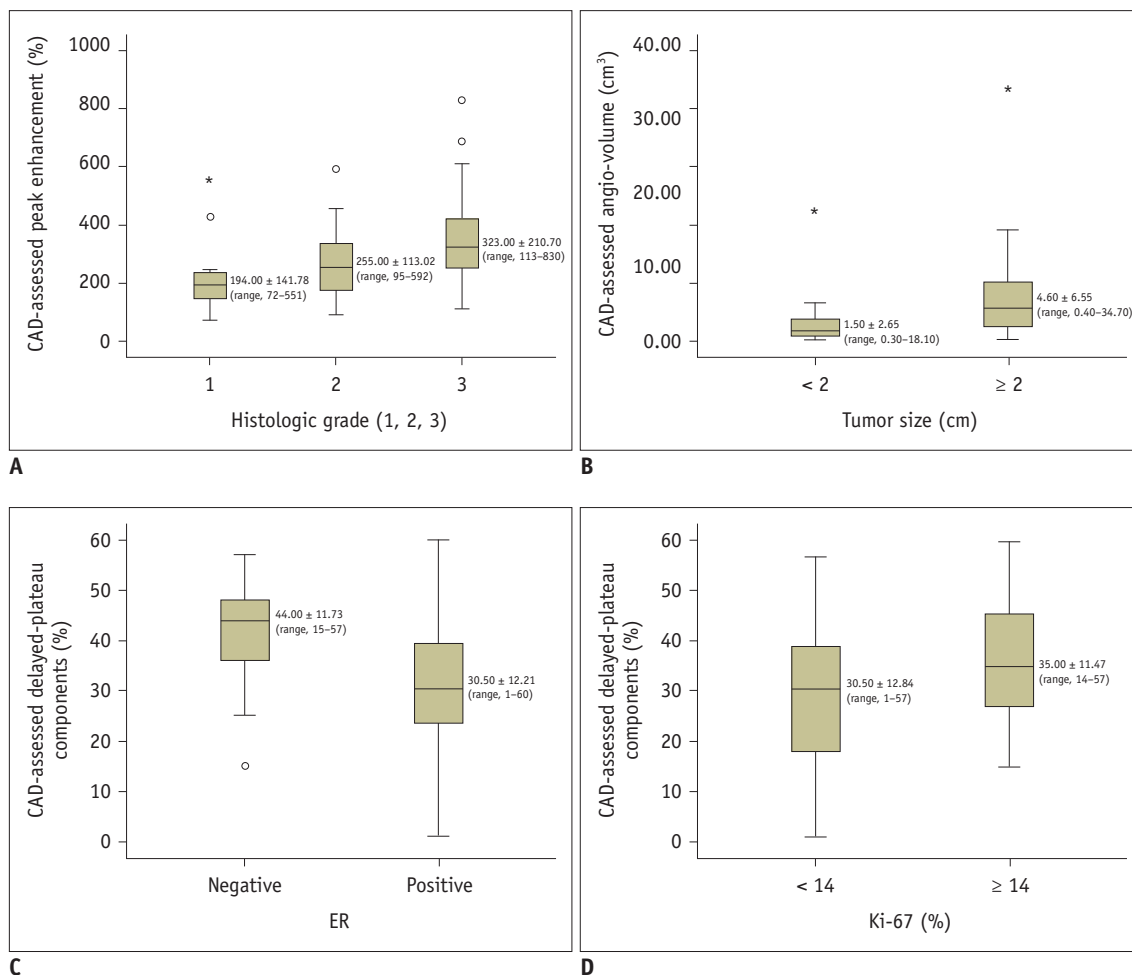 CAD-assessed peak enhancement (%)
1000
800
600
400
200
0
*
194.00 ± 141.78
(range, 72–551)
255.00 ± 113.02
(range, 95–592)
323.00 ± 210.70
(range, 113–830)
1
2
3
Histologic grade (1, 2, 3)
A
CAD-assessed angio-volume (cm³)
40.00
30.00
20.00
10.00
0.00
*
*
1.50 ± 2.65
(range, 0.30–18.10)
4.60 ± 6.55
(range, 0.40–34.70)
< 2
≥ 2
Tumor size (cm)
B
CAD-assessed delayed-plateau
components (%)
60
50
40
30
20
10
0
44.00 ± 11.73
(range, 15–57)
30.50 ± 12.21
(range, 1–60)
Negative
Positive
ER
C
CAD-assessed delayed-plateau
components (%)
60
50
40
30
20
10
0
30.50 ± 12.84
(range, 1–57)
35.00 ± 11.47
(range, 14–57)
< 14
≥ 14
Ki-67 (%)
D